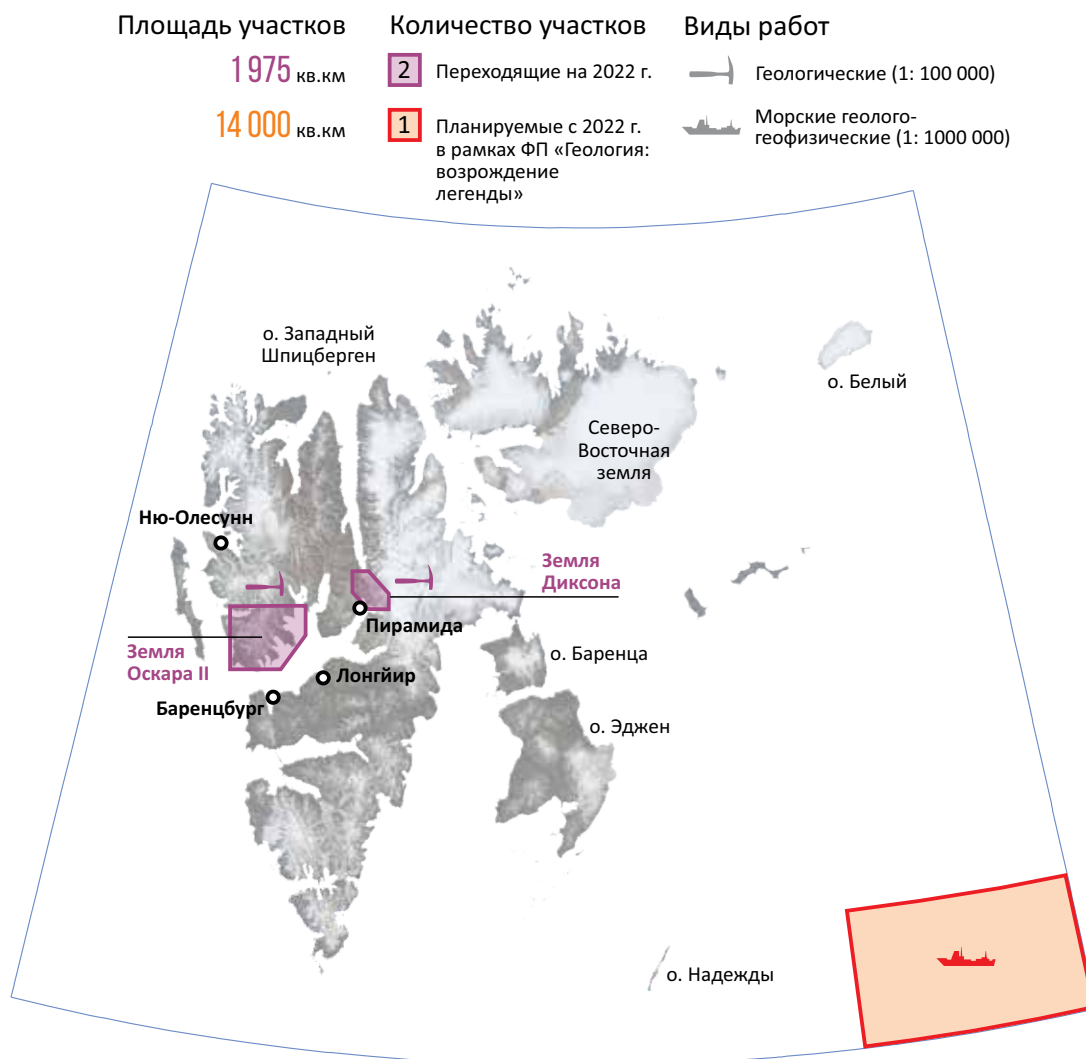 Площадь участков
1 975 кв.км
14 000 кв.км
Количество участков
2 Переходящие на 2022 г.
1 Планируемые с 2022 г.
в рамках ФП «Геология:
возрождение
легенды»
Виды работ
Геологические (1: 100 000)
Морские геолого-
геофизические (1: 1000 000)
о. Западный
Шпицберген
о. Белый
Северо-
Восточная
земля
Ню-Олесунн
Земля
Диксона
Пирамида
Земля
Оскара II
о. Баренца
Лонгйир
Баренцбург
о. Эджен
о. Надежды